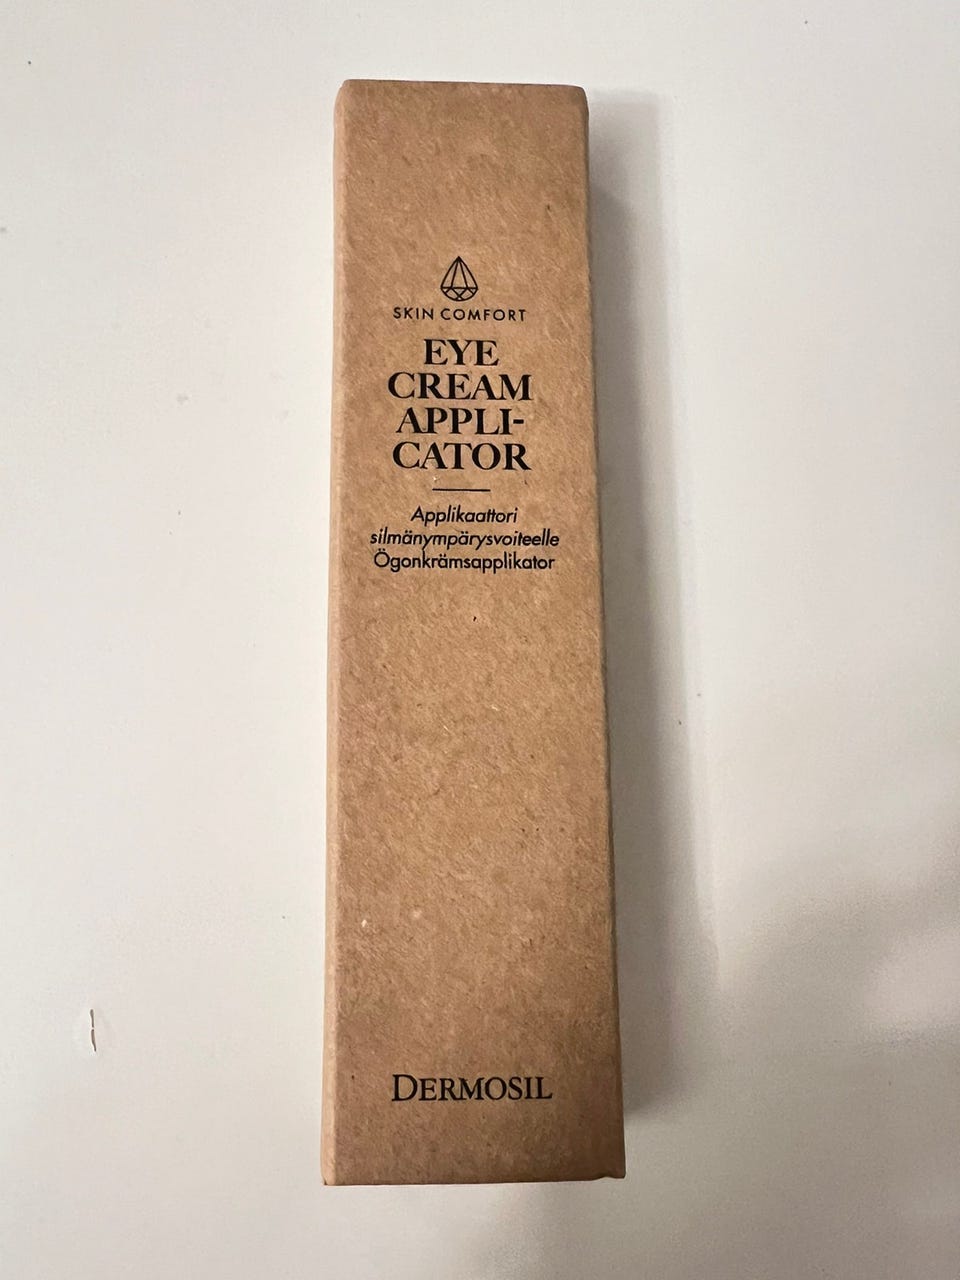 SKIN COMFORT
EYE
CREAM
APPLI-
CATOR
Applikaattori
silmänympärysvoiteelle
Ögonkrämsapplikator
DERMOSIL